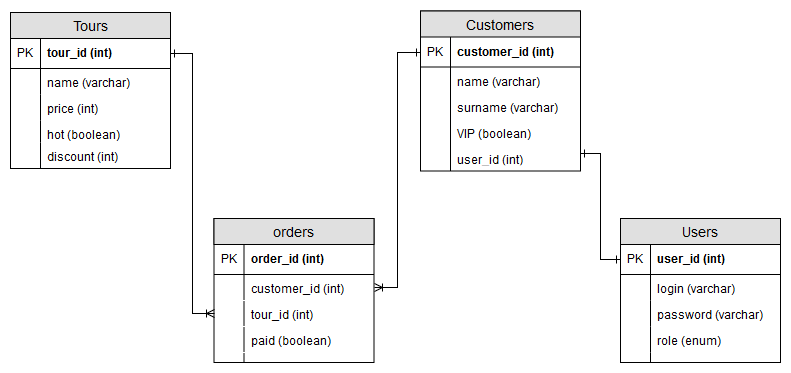 Tours
PK tour_id (int)
name (varchar)
price (int)
hot (boolean)
discount (int)
Customers
PK customer_id (int)
name (varchar)
surname (varchar)
VIP (boolean)
user_id (int)
orders
PK order_id (int)
customer_id (int)
tour_id (int)
paid (boolean)
Users
PK user_id (int)
login (varchar)
password (varchar)
role (enum)